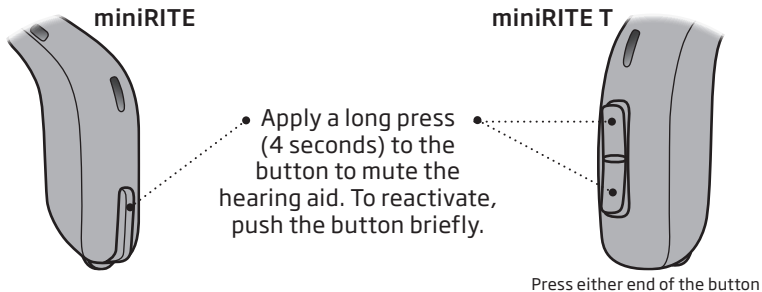 miniRITE
miniRITE T
Apply a long press
(4 seconds) to the
button to mute the
hearing aid. To reactivate,
push the button briefly.
Press either end of the button